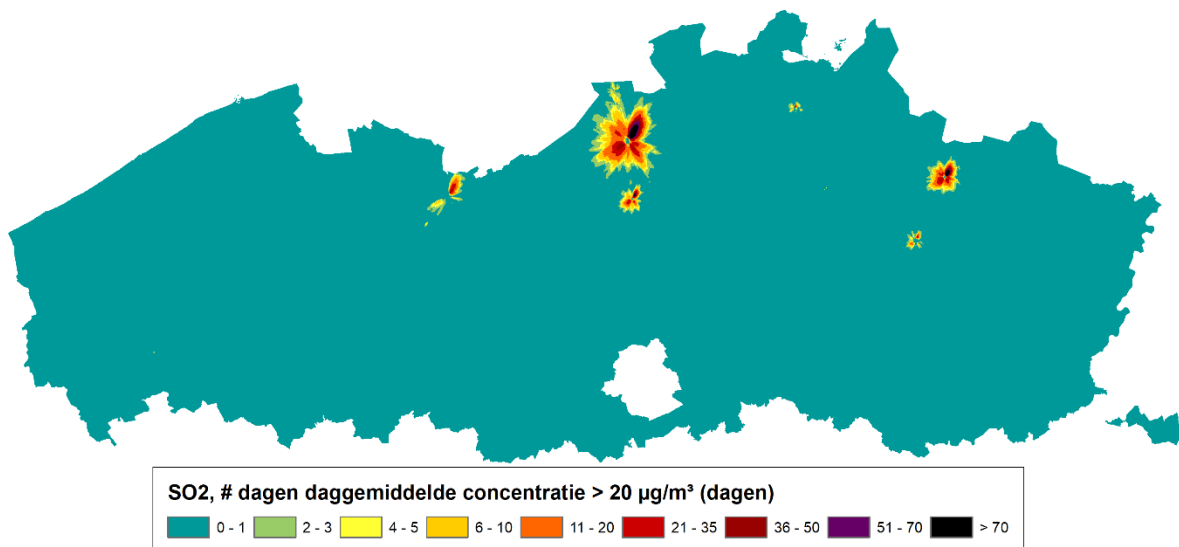 SO2, # dagen daggemiddelde concentratie > 20 µg/m³ (dagen)
0 - 1 2 - 3 4 - 5 6 - 10 11 - 20 21 - 35 36 - 50 51 - 70 > 70